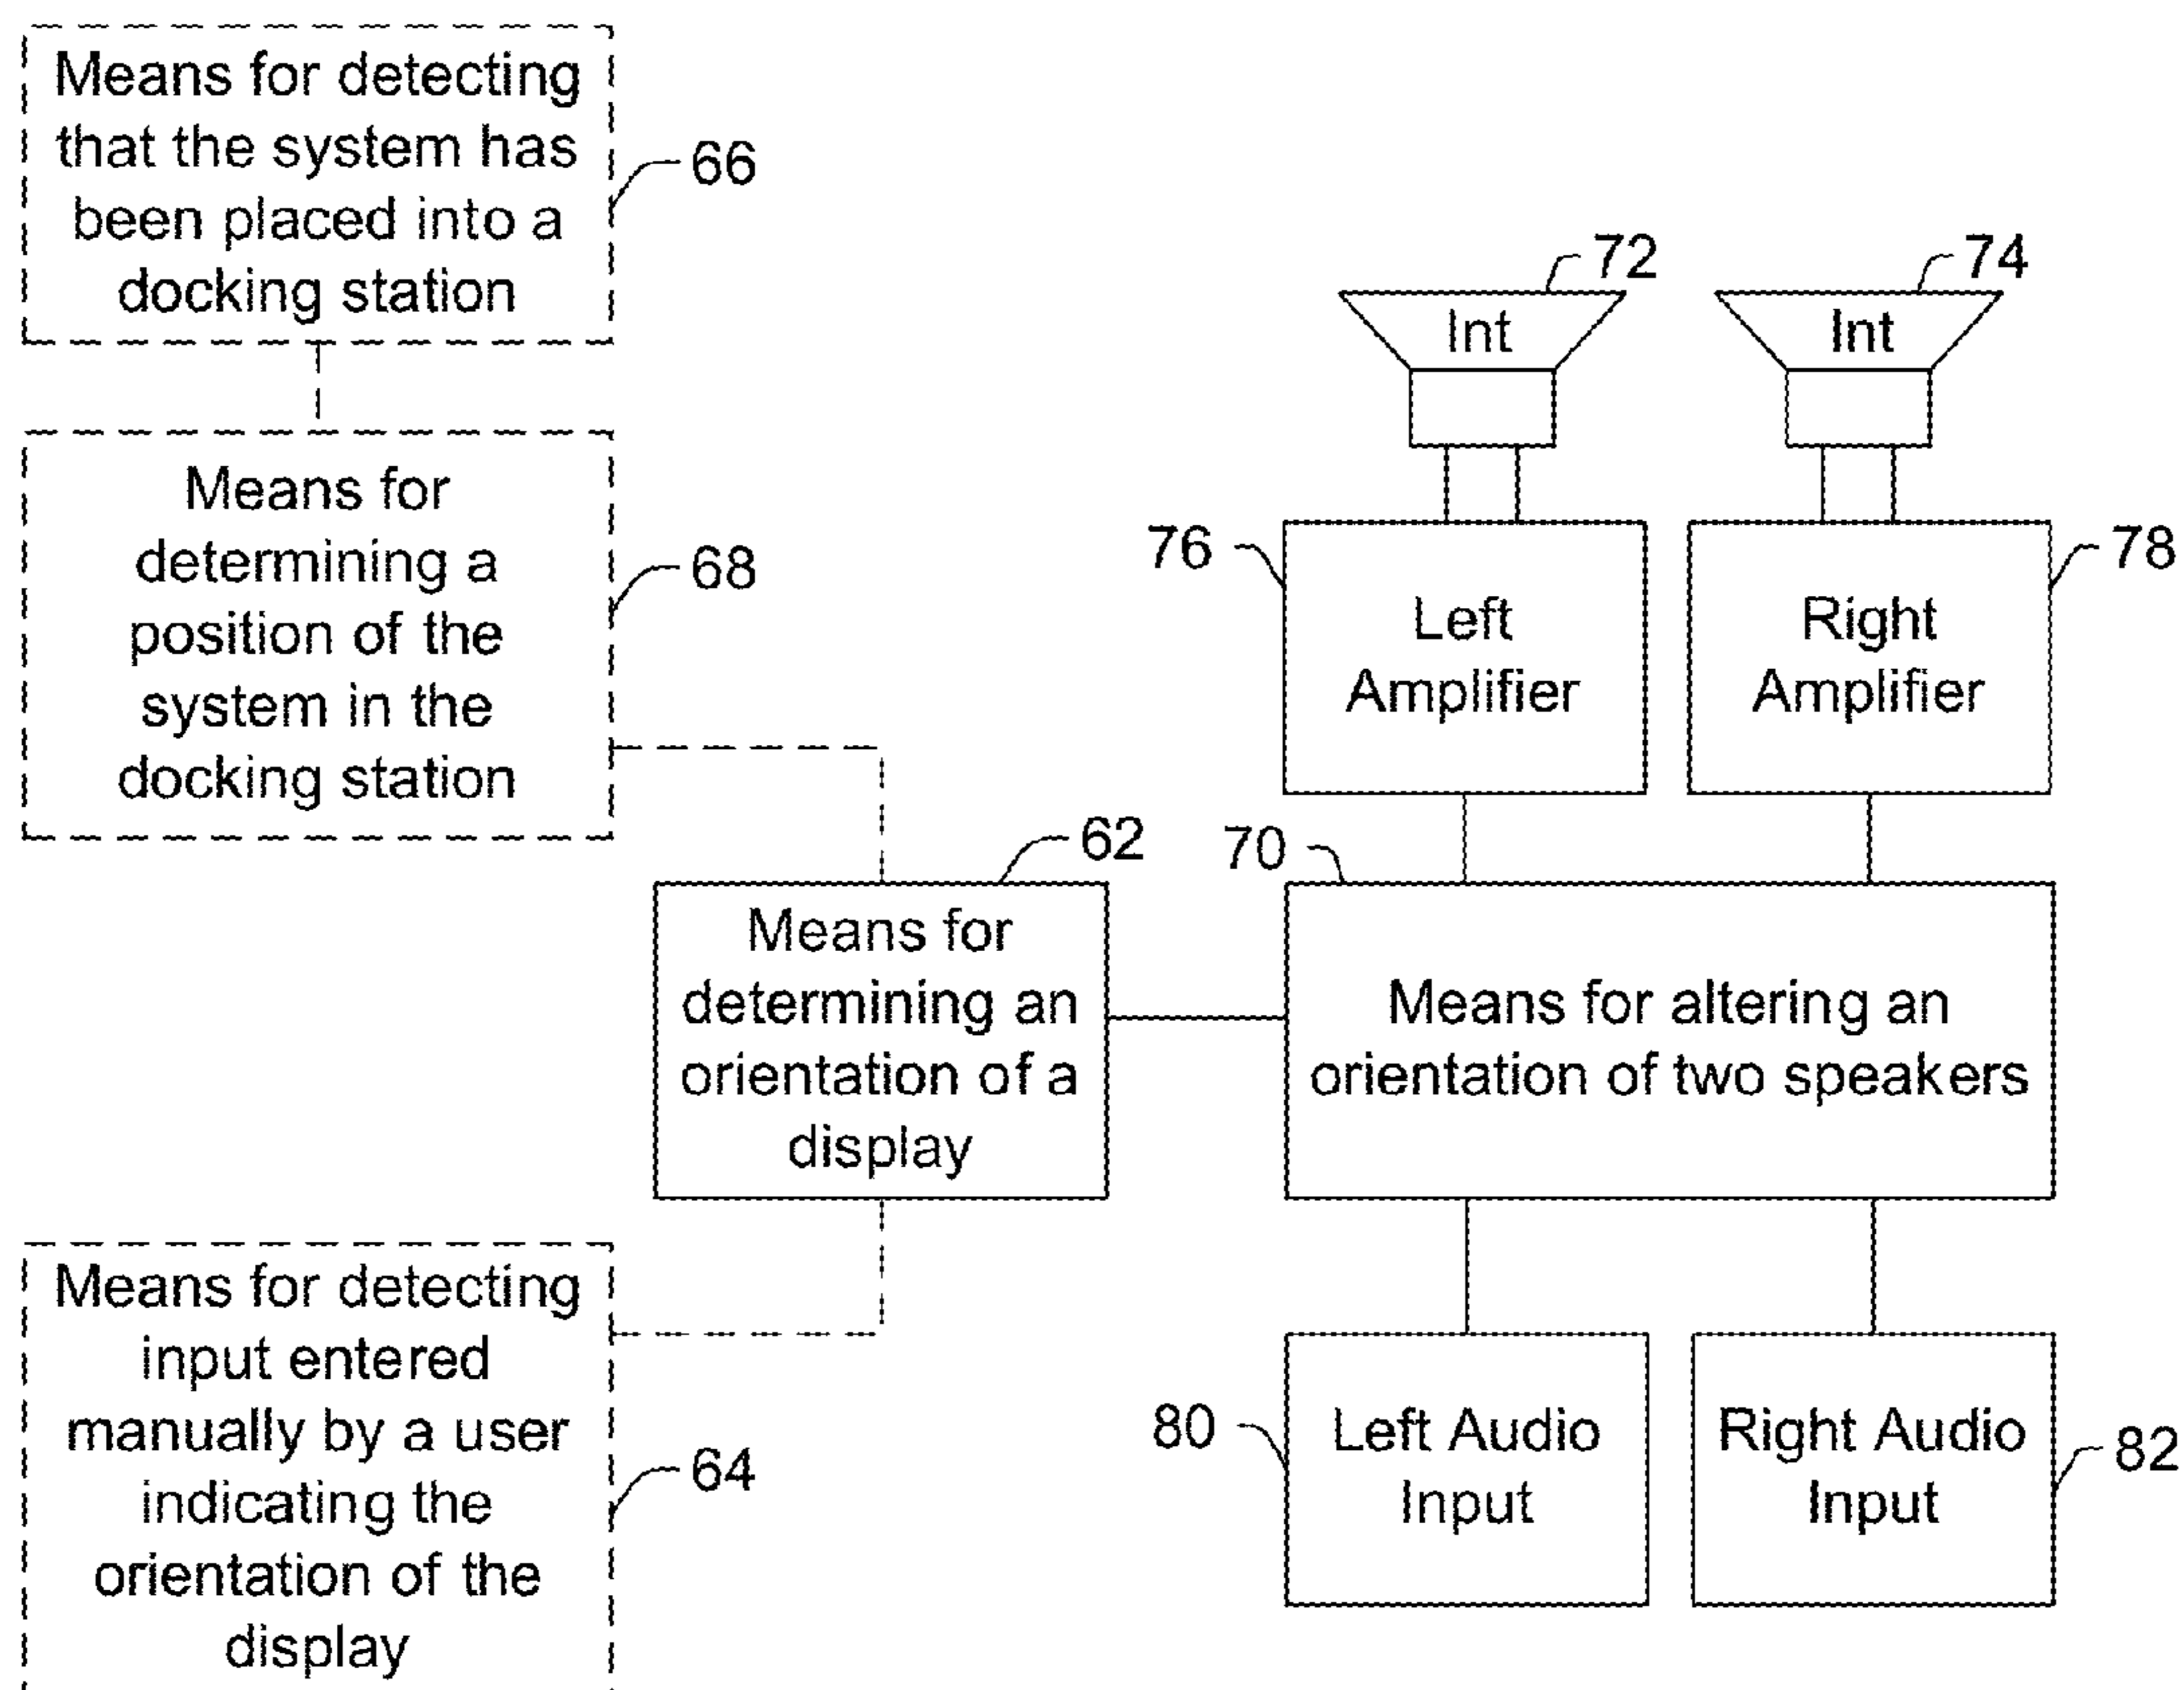 Means for detecting
that the system has
been placed into a
docking station
66
Means for
determining a
position of the
system in the
docking station
68
72
Int
74
Int
76
Left
Amplifier
78
Right
Amplifier
62
Means for
determining an
orientation of a
display
70
Means for altering an
orientation of two speakers
Means for detecting
input entered
manually by a user
indicating the
orientation of the
display
64
80
Left Audio
Input
Right Audio
Input
82